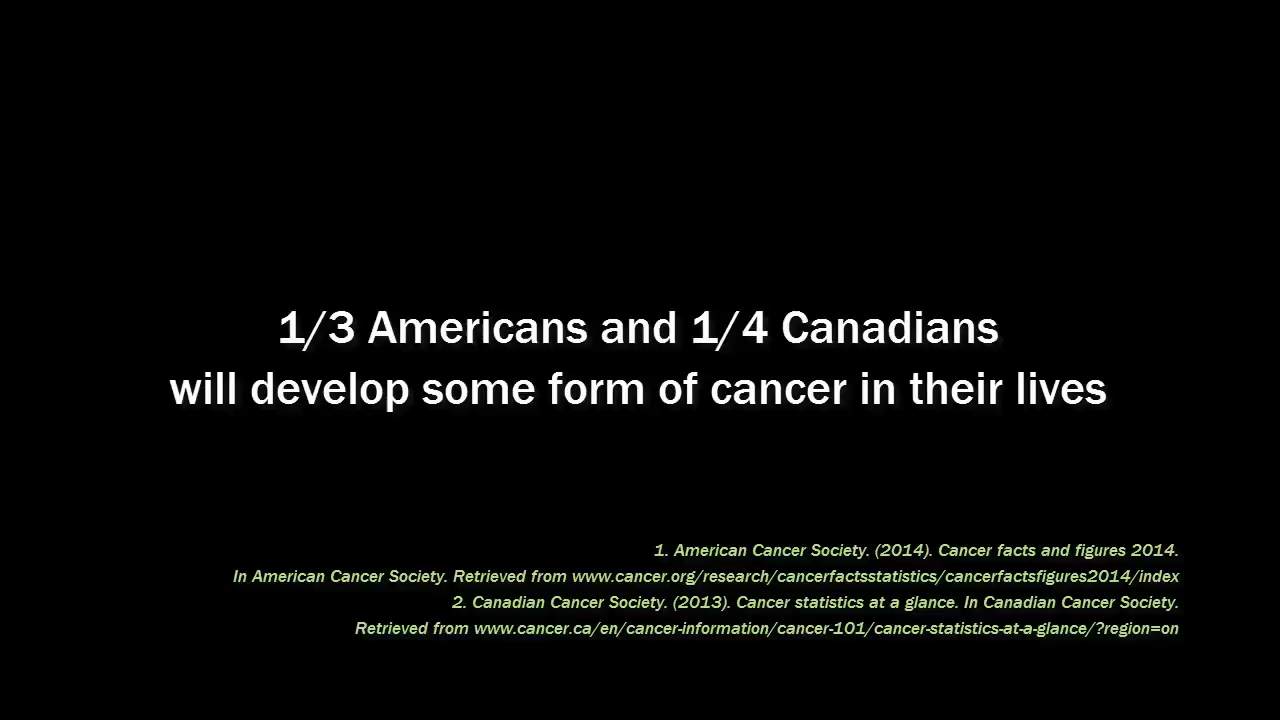 1/3 Americans and 1/4 Canadians
will develop some form of cancer in their lives
1. American Cancer Society. (2014). Cancer facts and figures 2014.
In American Cancer Society. Retrieved from www.cancer.org/research/cancerfactsstatistics/cancerfactsfigures2014/index
2. Canadian Cancer Society. (2013). Cancer statistics at a glance. In Canadian Cancer Society.
Retrieved from www.cancer.ca/en/cancer-information/cancer-101/cancer-statistics-at-a-glance/?region=on